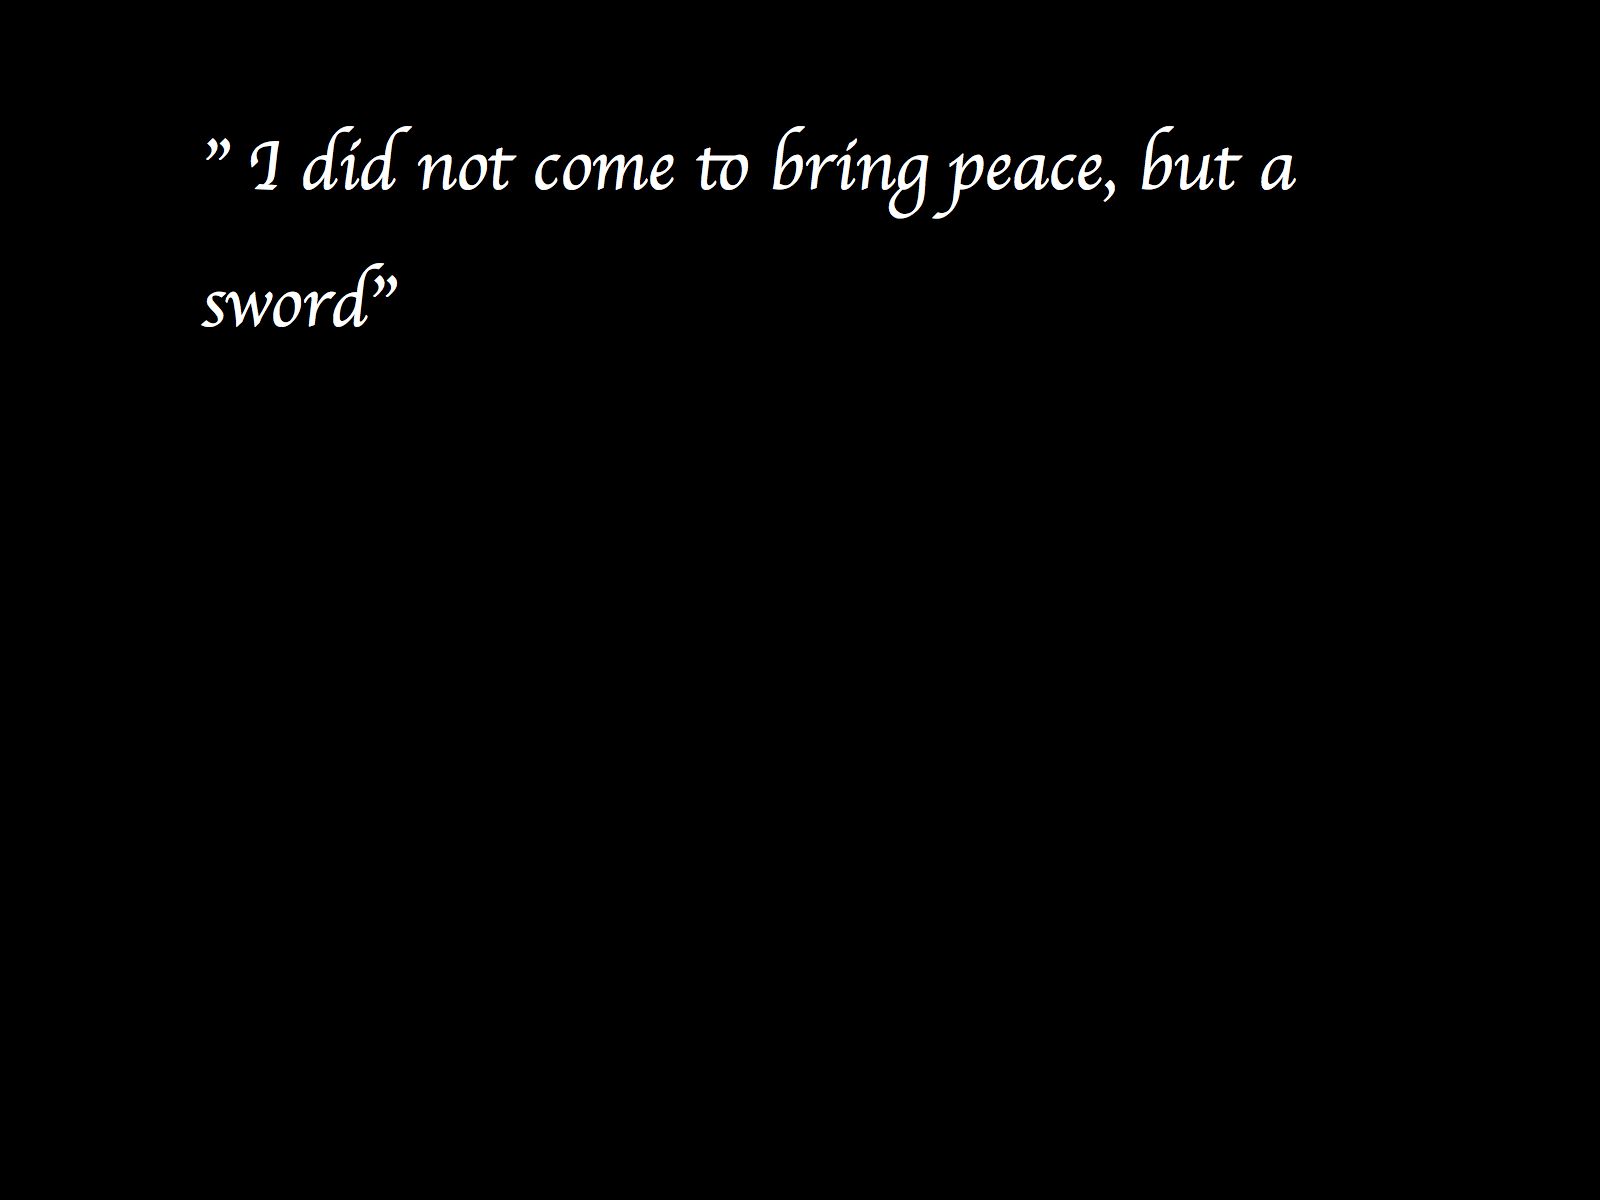 ” I did not come to bring peace, but a
sword”